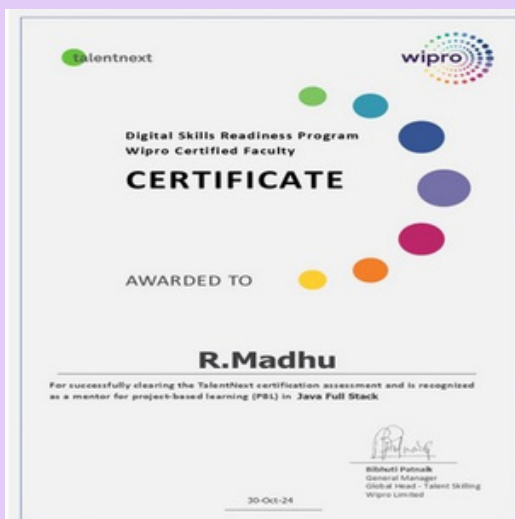 talentnext
wipro
Digital Skills Readiness Program
Wipro Certified Faculty
CERTIFICATE
AWARDED TO
R.Madhu
For successfully clearing the TalentNext certification assessment and is recognized
as a mentor for project-based learning (PBL) in Java Full Stack
Bibhuti Patnaik
General Manager
Global Head - Talent Skilling
Wipro Limited
30-Oct-24